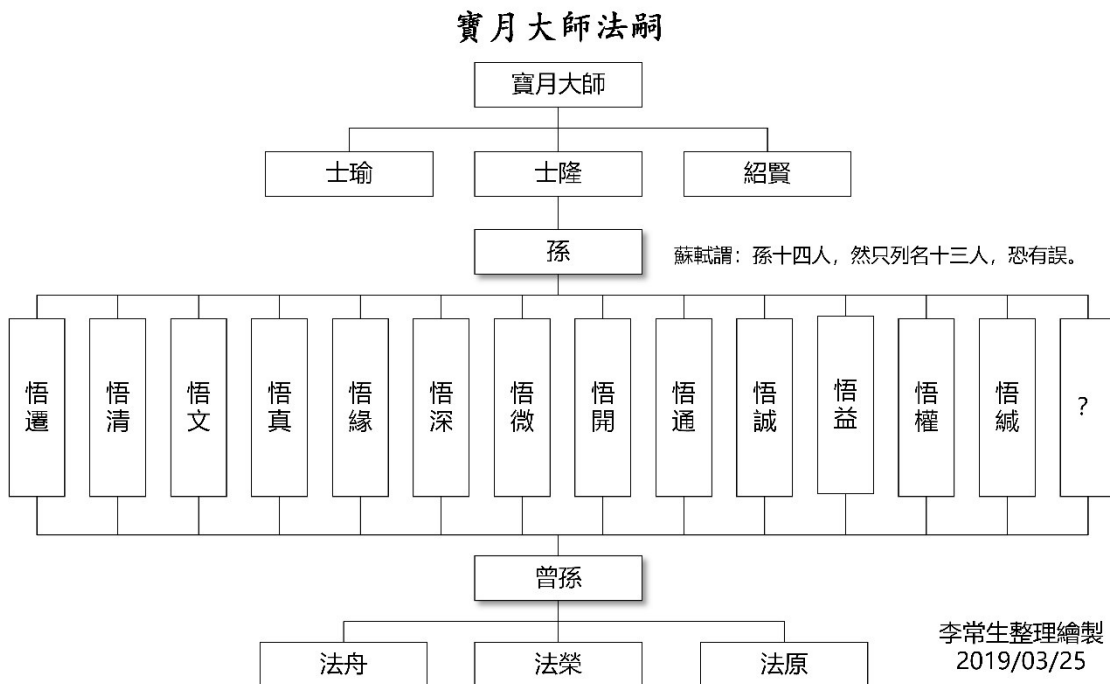 寶月大師法嗣
寶月大師
士瑜
士隆
紹賢
孫
蘇軾謂：孫十四人，然只列名十三人，恐有誤。
悟遷
悟清
悟文
悟真
悟緣
悟深
悟微
悟開
悟通
悟誠
悟益
悟權
悟緘
?
曾孫
法舟
法榮
法原
李常生整理繪製
2019/03/25